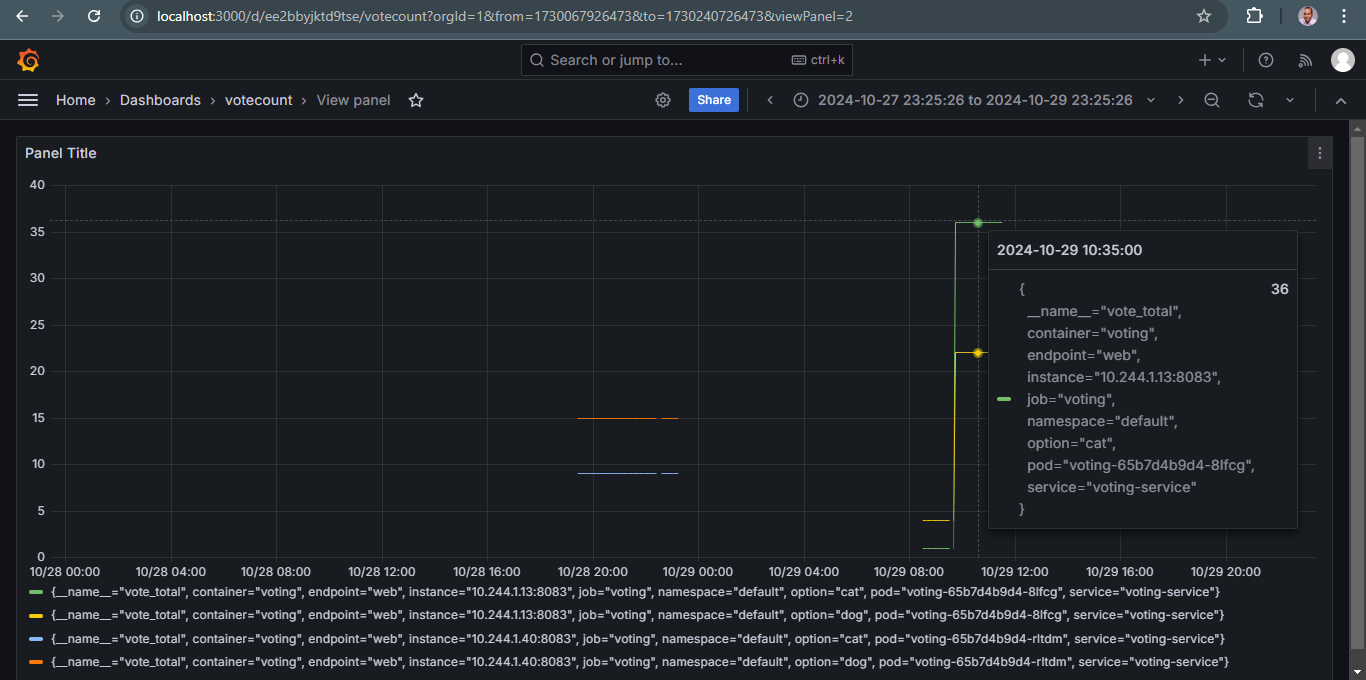 localhost:3000/d/ee2bbyjktd9tse/votecount?orgId=1&from=1730067926473&to=1730240726473&viewPanel=2
Search or jump to... ctrl+k
Home › Dashboards › votecount › View panel Share 2024-10-27 23:25:26 to 2024-10-29 23:25:26
Panel Title
40
35
30
25
20
15
10
5
0
2024-10-29 10:35:00
{ 36
__name__="vote_total",
container="voting",
endpoint="web",
instance="10.244.1.13:8083",
job="voting",
namespace="default",
option="cat",
pod="voting-65b7d4b9d4-8lfcg",
service="voting-service"
}
10/28 00:00 10/28 04:00 10/28 08:00 10/28 12:00 10/28 16:00 10/28 20:00 10/29 00:00 10/29 04:00 10/29 08:00 10/29 12:00 10/29 16:00 10/29 20:00
{__name__="vote_total", container="voting", endpoint="web", instance="10.244.1.13:8083", job="voting", namespace="default", option="cat", pod="voting-65b7d4b9d4-8lfcg", service="voting-service"}
{__name__="vote_total", container="voting", endpoint="web", instance="10.244.1.13:8083", job="voting", namespace="default", option="dog", pod="voting-65b7d4b9d4-8lfcg", service="voting-service"}
{__name__="vote_total", container="voting", endpoint="web", instance="10.244.1.40:8083", job="voting", namespace="default", option="cat", pod="voting-65b7d4b9d4-rltdm", service="voting-service"}
{__name__="vote_total", container="voting", endpoint="web", instance="10.244.1.40:8083", job="voting", namespace="default", option="dog", pod="voting-65b7d4b9d4-rltdm", service="voting-service"}